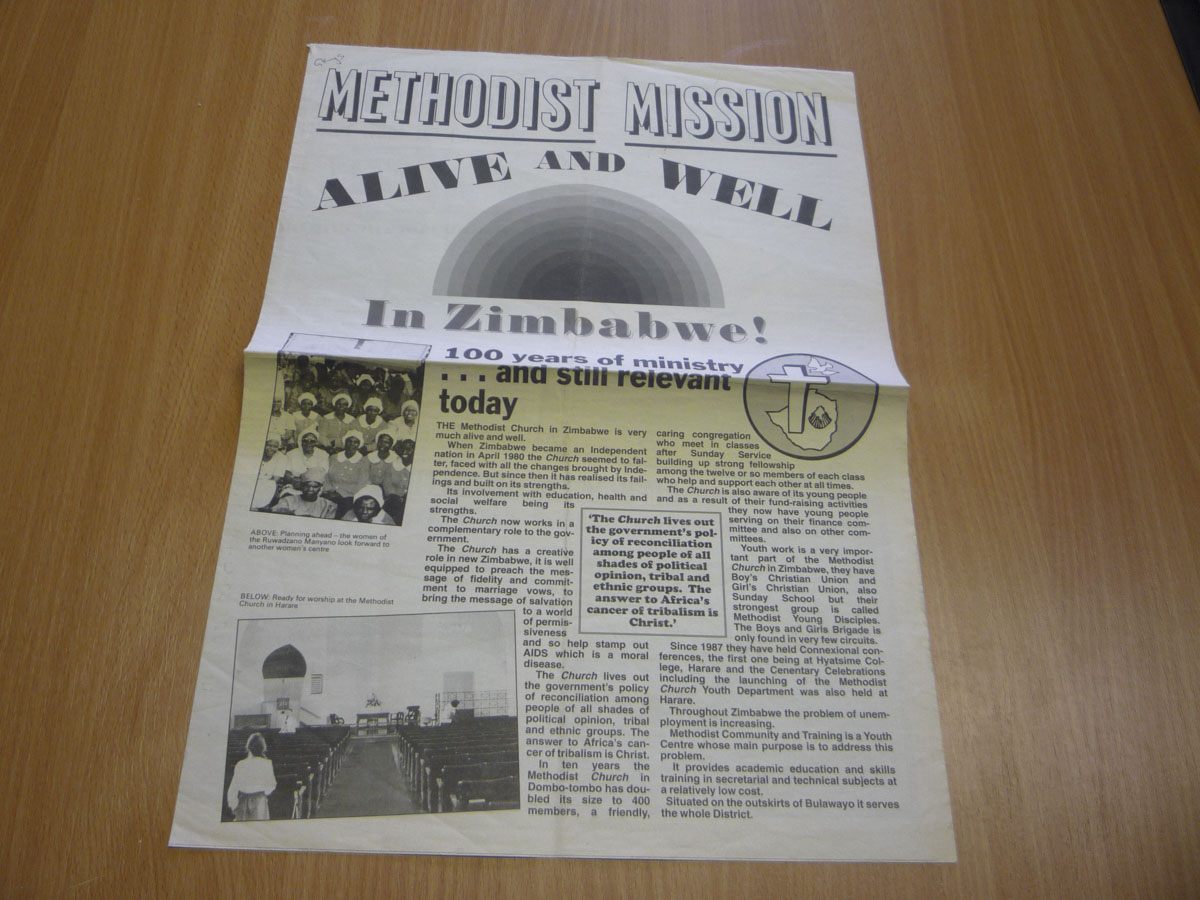 METHODIST MISSION
ALIVE AND WELL
In Zimbabwe!
100 years of ministry
. . . and still relevant
today
ABOVE: Planning ahead – the women of
the Ruwadzano Manyeno look forward to
another women's centre
BELOW: Ready for worship at the Methodist
Church in Harare
THE Methodist Church in Zimbabwe is very
much alive and well.
When Zimbabwe became an Independent
nation in April 1980 the Church seemed to fal-
ter, faced with all the changes brought by Inde-
pendence. But since then it has realised its fail-
ings and built on its strengths.
Its involvement with education, health and
social welfare being its
strengths.
The Church now works in a
complementary role to the gov-
ernment.
The Church has a creative
role in new Zimbabwe, it is well
equipped to preach the mes-
sage of fidelity and commit-
ment to marriage vows, to
bring the message of salvation
to a world
of permis-
siveness
and so help stamp out
AIDS which is a moral
disease.
The Church lives out
the government's policy
of reconciliation among
people of all shades of
political opinion, tribal
and ethnic groups. The
answer to Africa's can-
cer of tribalism is Christ.
In ten years the
Methodist Church in
Dombo-tombo has dou-
bled its size to 400
members, a friendly,
'The Church lives out
the government's pol-
icy of reconciliation
among people of all
shades of political
opinion, tribal and
ethnic groups. The
answer to Africa's
cancer of tribalism is
Christ.'
caring congregation
who meet in classes
after Sunday Service
building up strong fellowship
among the twelve or so members of each class
who help and support each other at all times.
The Church is also aware of its young people
and as a result of their fund-raising activities
they now have young people
serving on their finance com-
mittee and also on other com-
mittees.
Youth work is a very impor-
tant part of the Methodist
Church in Zimbabwe, they have
Boy's Christian Union and
Girl's Christian Union, also
Sunday School but their
strongest group is called
Methodist Young Disciples.
The Boys and Girls Brigade is
only found in very few circuits.
Since 1987 they have held Connexional con-
ferences, the first one being at Hyatsime Col-
lege, Harare and the Cenentary Celebrations
including the launching of the Methodist
Church Youth Department was also held at
Harare.
Throughout Zimbabwe the problem of unem-
ployment is increasing.
Methodist Community and Training is a Youth
Centre whose main purpose is to address this
problem.
It provides academic education and skills
training in secretarial and technical subjects at
a relatively low cost.
Situated on the outskirts of Bulawayo it serves
the whole District.